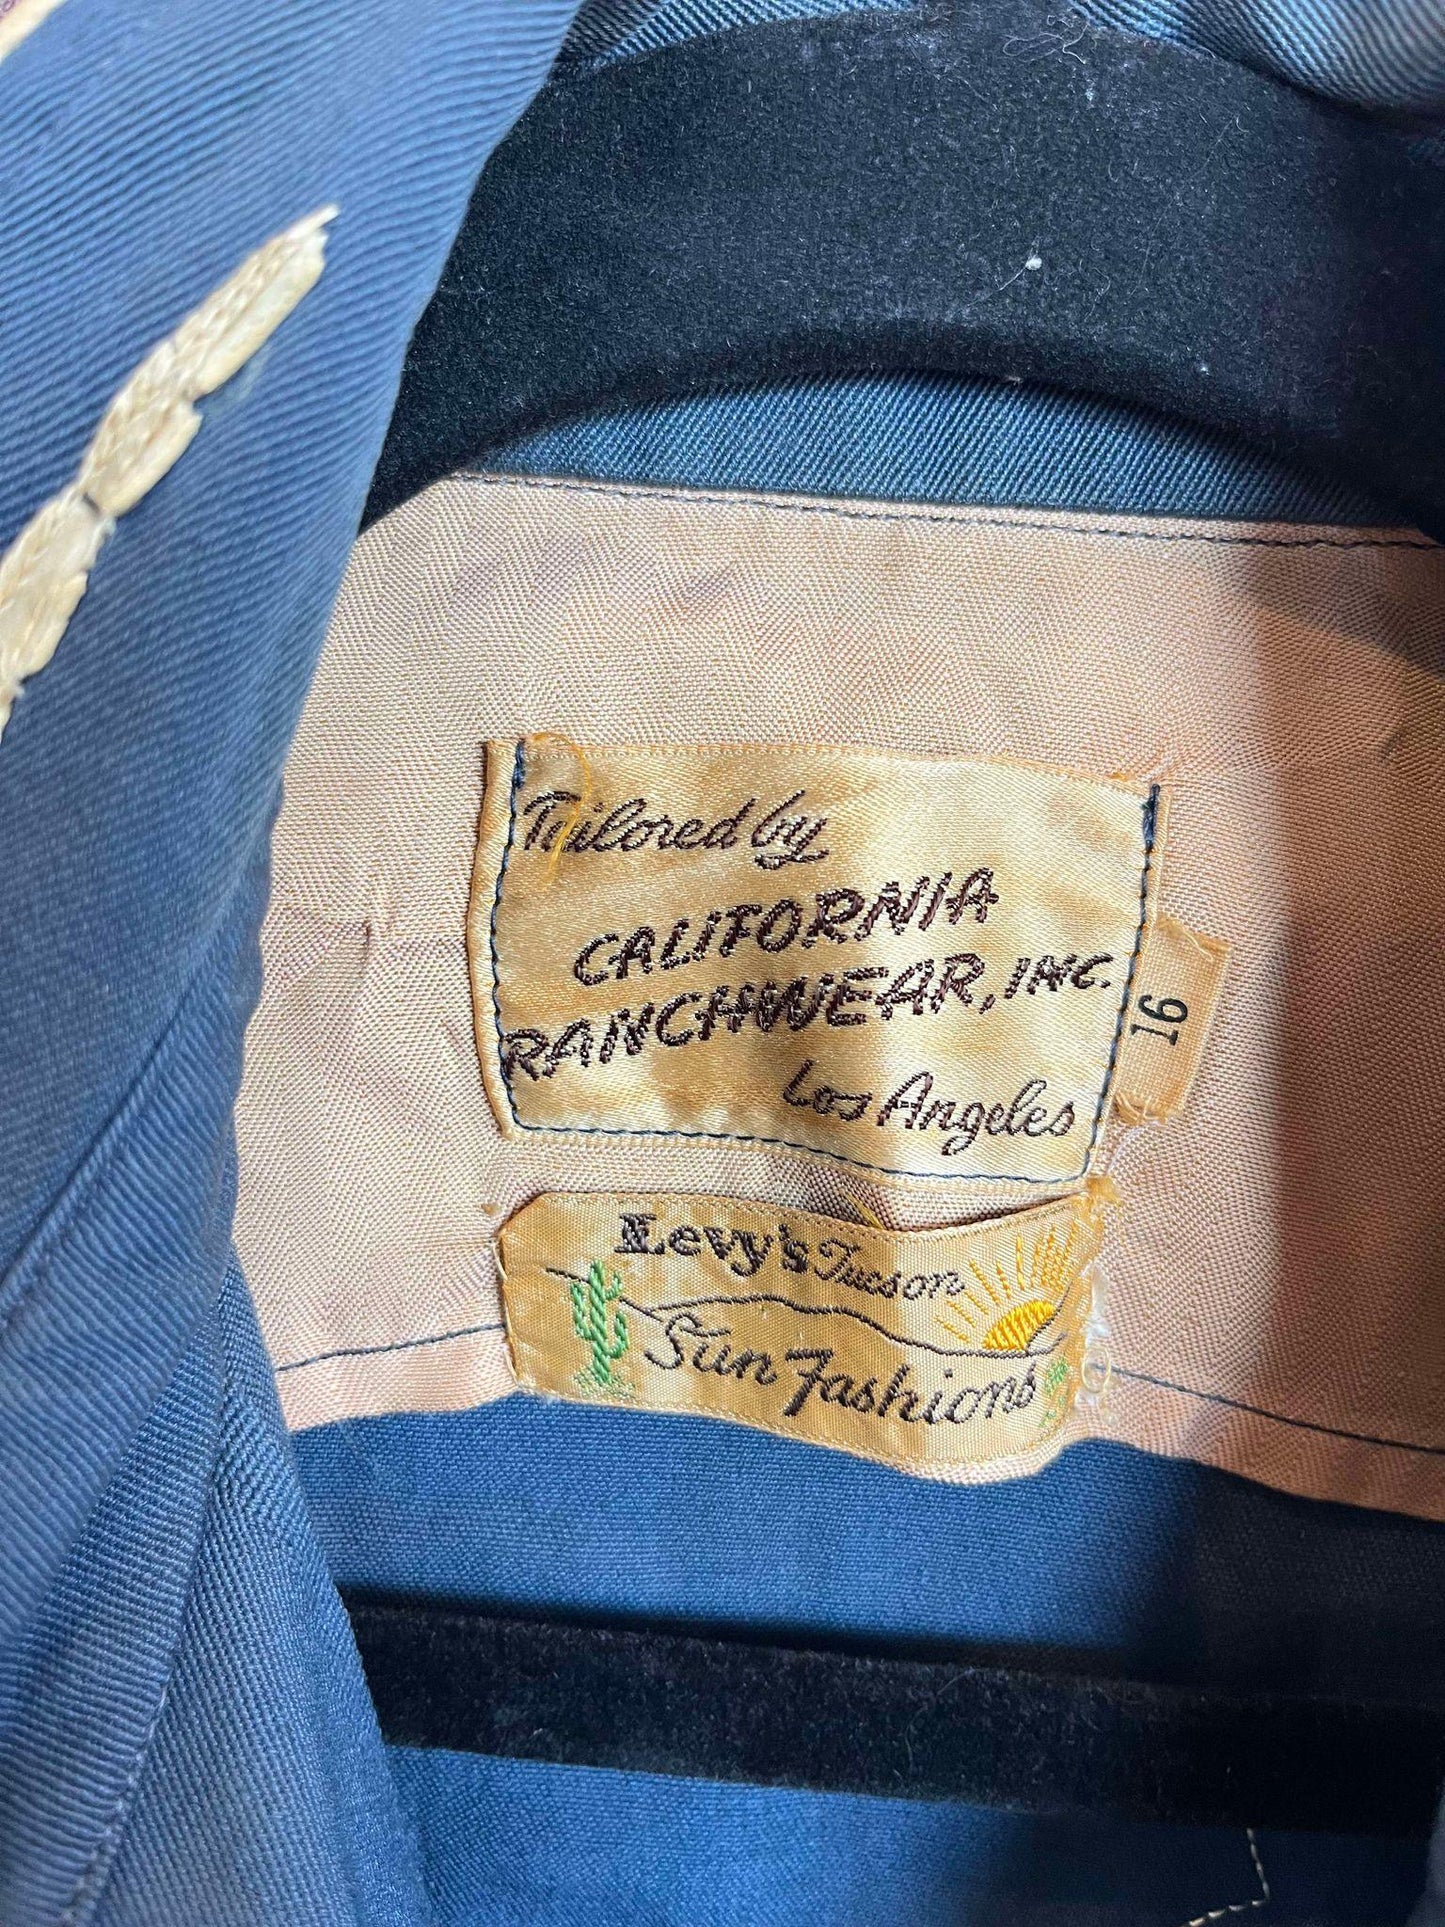 Tailored by
CALIFORNIA
RANCHWEAR, INC.
Los Angeles
16
Levy's Tucson
Sun Fashions